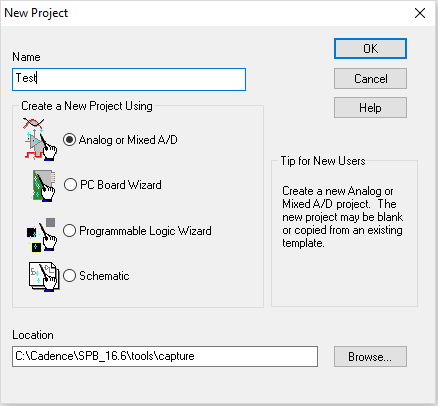 New Project
Name
Test
OK
Cancel
Help
Create a New Project Using
Analog or Mixed A/D
PC Board Wizard
Programmable Logic Wizard
Schematic
Tip for New Users
Create a new Analog or
Mixed A/D project. The
new project may be blank
or copied from an existing
template.
Location
C:\Cadence\SPB_16.6\tools\capture
Browse...